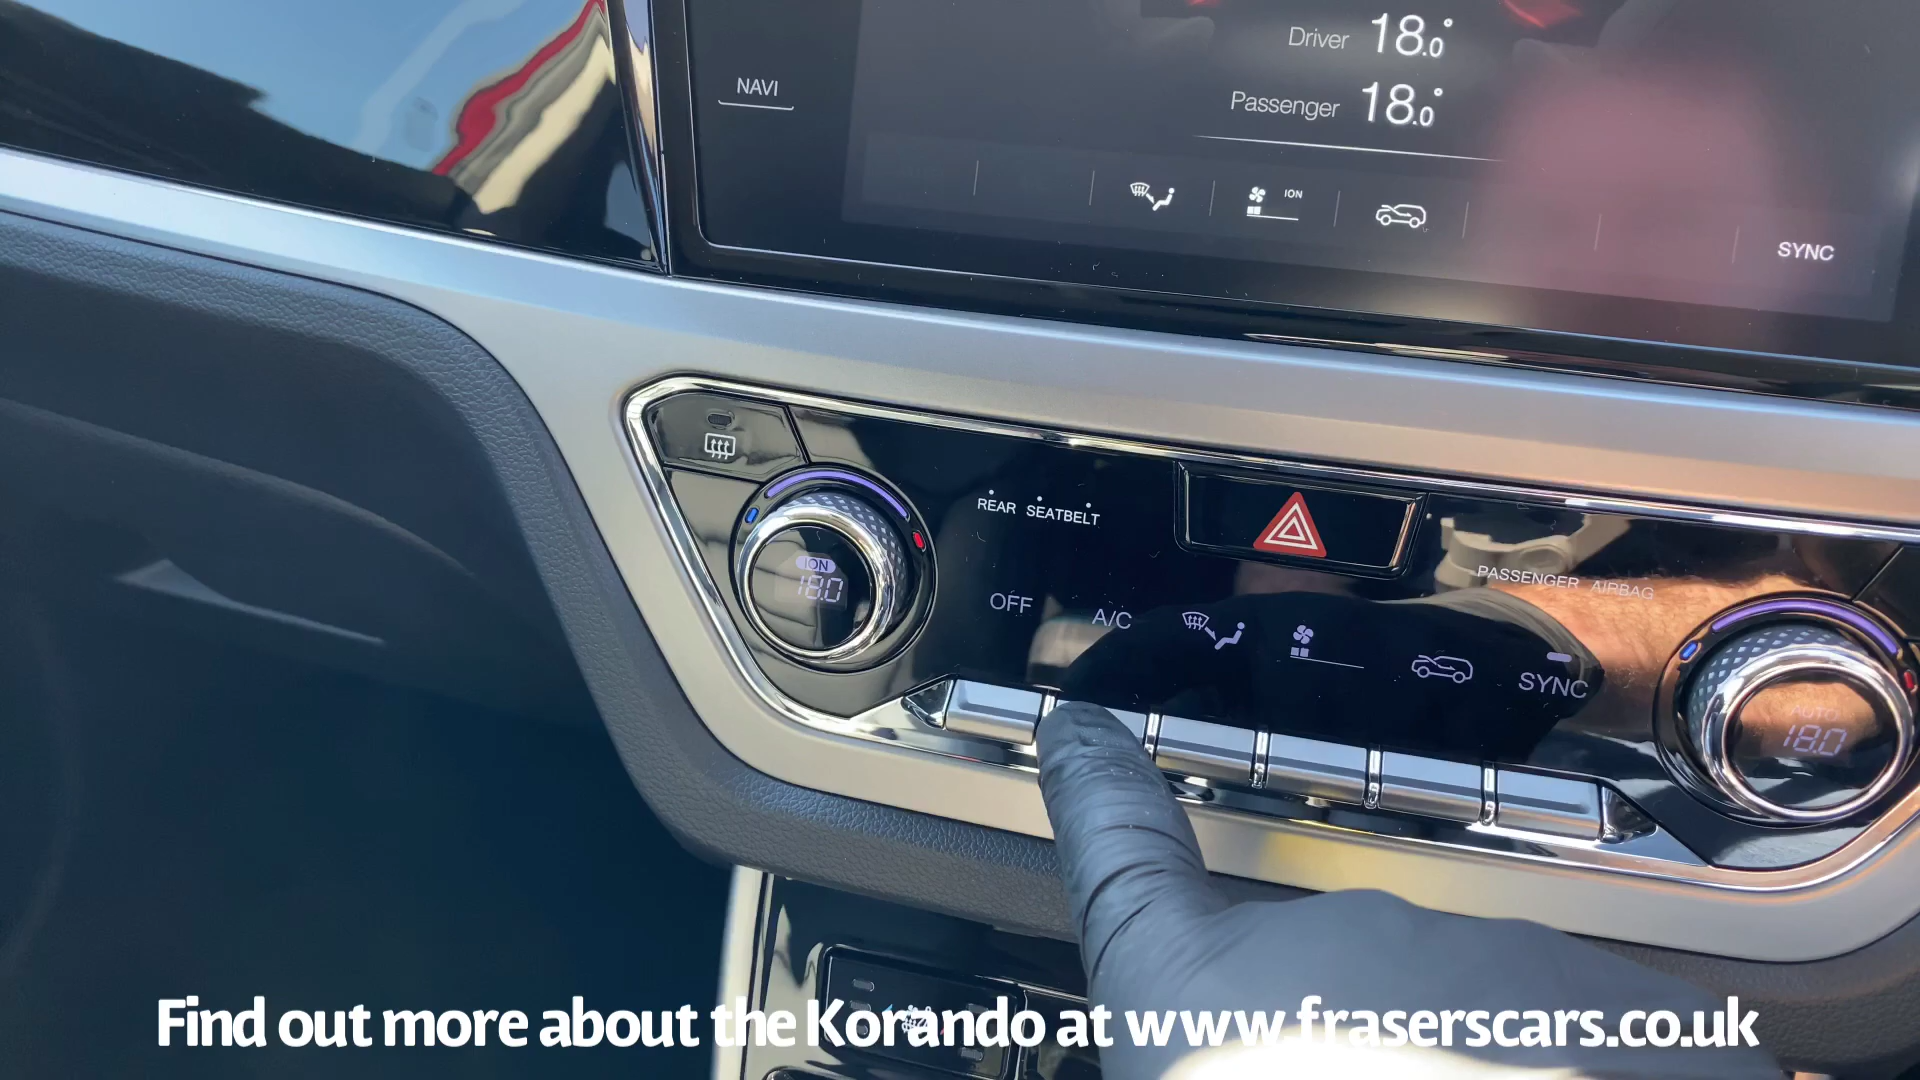 Driver 18.0°
NAVI
Passenger 18.0°
ION
SYNC
REAR SEATBELT
PASSENGER AIRBAG
ION
18.0
OFF
A/C
SYNC
AUTO
18.0
Find out more about the Korando at www.fraserscars.co.uk